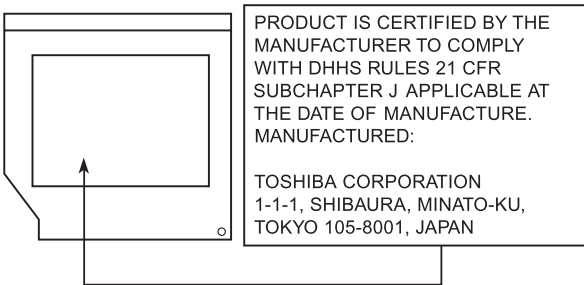 PRODUCT IS CERTIFIED BY THE
MANUFACTURER TO COMPLY
WITH DHHS RULES 21 CFR
SUBCHAPTER J APPLICABLE AT
THE DATE OF MANUFACTURE.
MANUFACTURED:
TOSHIBA CORPORATION
1-1-1, SHIBAURA, MINATO-KU,
TOKYO 105-8001, JAPAN